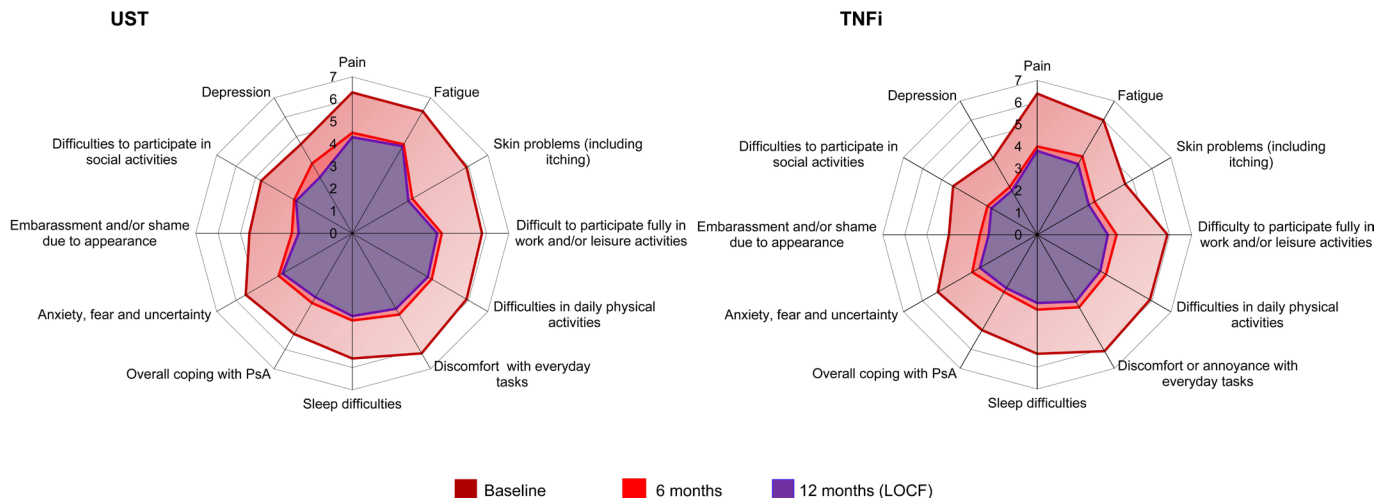 UST
TNFi
Pain
7
6
5
4
3
2
1
0
Depression
Fatigue
Difficulties to participate in
social activities
Skin problems (including
itching)
Embarassment and/or shame
due to appearance
Difficult to participate fully in
work and/or leisure activities
Anxiety, fear and uncertainty
Difficulties in daily physical
activities
Overall coping with PsA
Discomfort with everyday
tasks
Sleep difficulties
Pain
7
6
5
4
3
2
1
0
Depression
Fatigue
Difficulties to participate in
social activities
Skin problems (including
itching)
Embarassment and/or shame
due to appearance
Difficulty to participate fully in
work and/or leisure activities
Anxiety, fear and uncertainty
Difficulties in daily physical
activities
Overall coping with PsA
Discomfort or annoyance with
everyday tasks
Sleep difficulties
Baseline
6 months
12 months (LOCF)